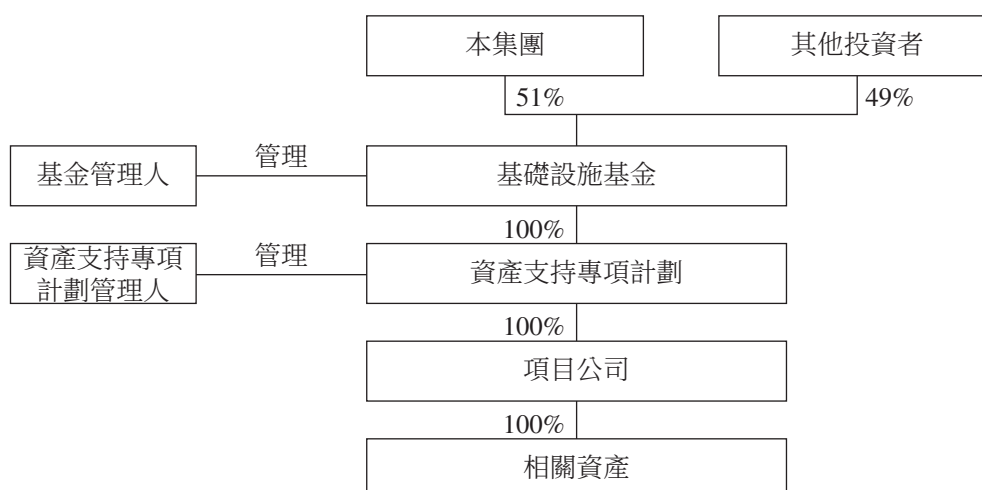 本集團
其他投資者
51%
49%
基金管理人
管理
基礎設施基金
100%
資產支持專項
計劃管理人
管理
資產支持專項計劃
100%
項目公司
100%
相關資產